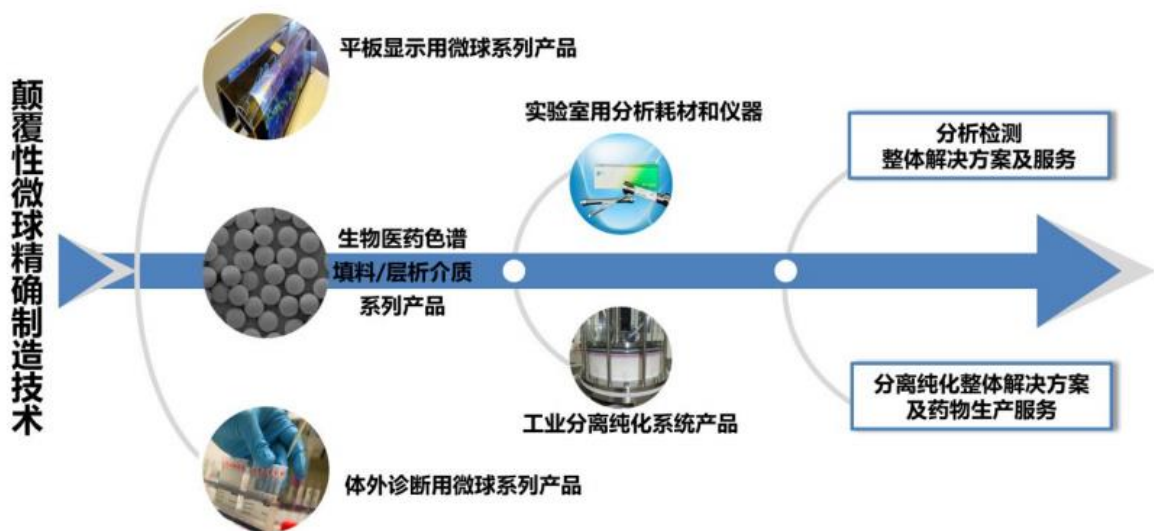 颠覆性微球精确制造技术
平板显示用微球系列产品
生物医药色谱
填料/层析介质
系列产品
体外诊断用微球系列产品
实验室用分析耗材和仪器
工业分离纯化系统产品
分析检测
整体解决方案及服务
分离纯化整体解决方案
及药物生产服务